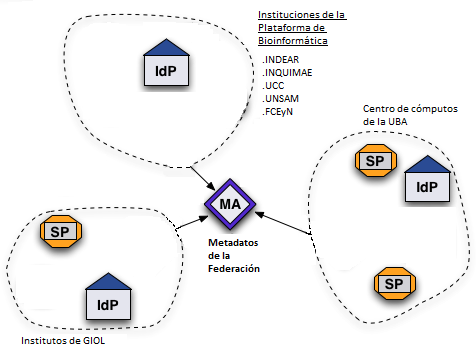 Instituciones de la
Plataforma de
Bioinformática
.INDEAR
.INQUIMAE
.UCC
.UNSAM
.FCEyN
IdP
Centro de cómputos
de la UBA
SP
IdP
SP
MA
Metadatos
de la
Federación
SP
IdP
Institutos de GIOL